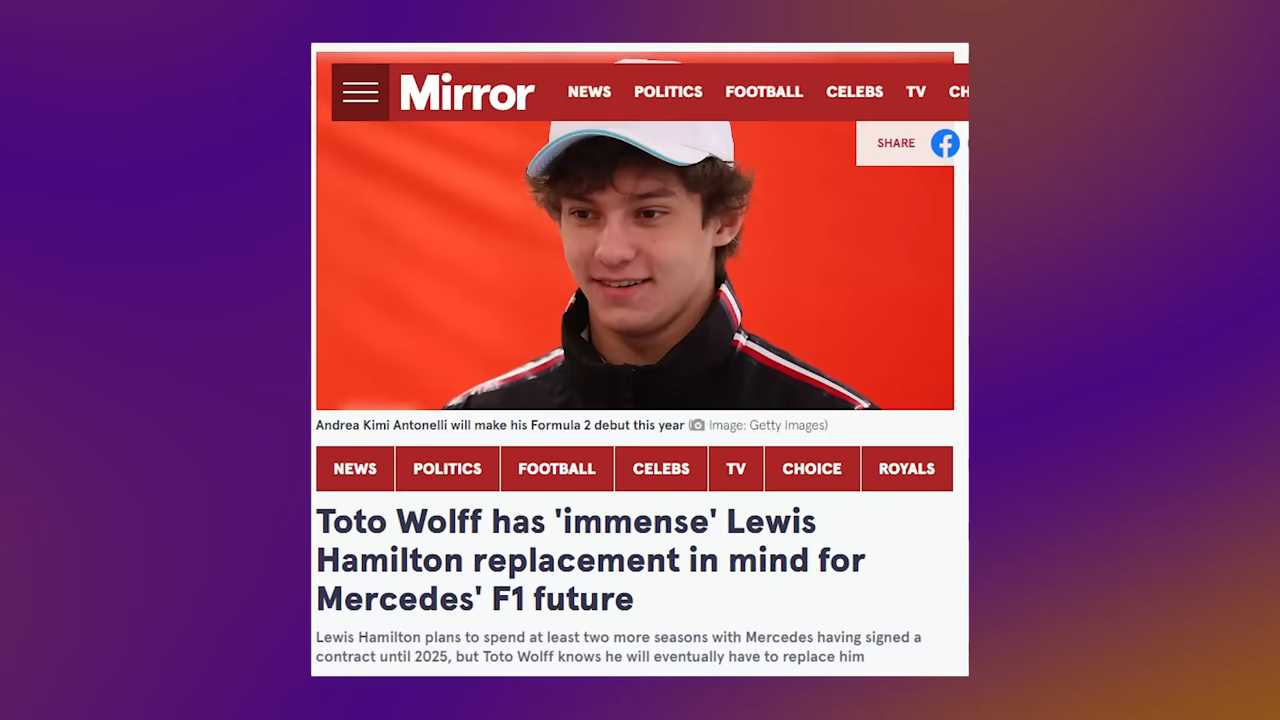 Mirror NEWS POLITICS FOOTBALL CELEBS TV CH
SHARE
Andrea Kimi Antonelli will make his Formula 2 debut this year (Image: Getty Images)
NEWS POLITICS FOOTBALL CELEBS TV CHOICE ROYALS
Toto Wolff has 'immense' Lewis
Hamilton replacement in mind for
Mercedes' F1 future
Lewis Hamilton plans to spend at least two more seasons with Mercedes having signed a
contract until 2025, but Toto Wolff knows he will eventually have to replace him